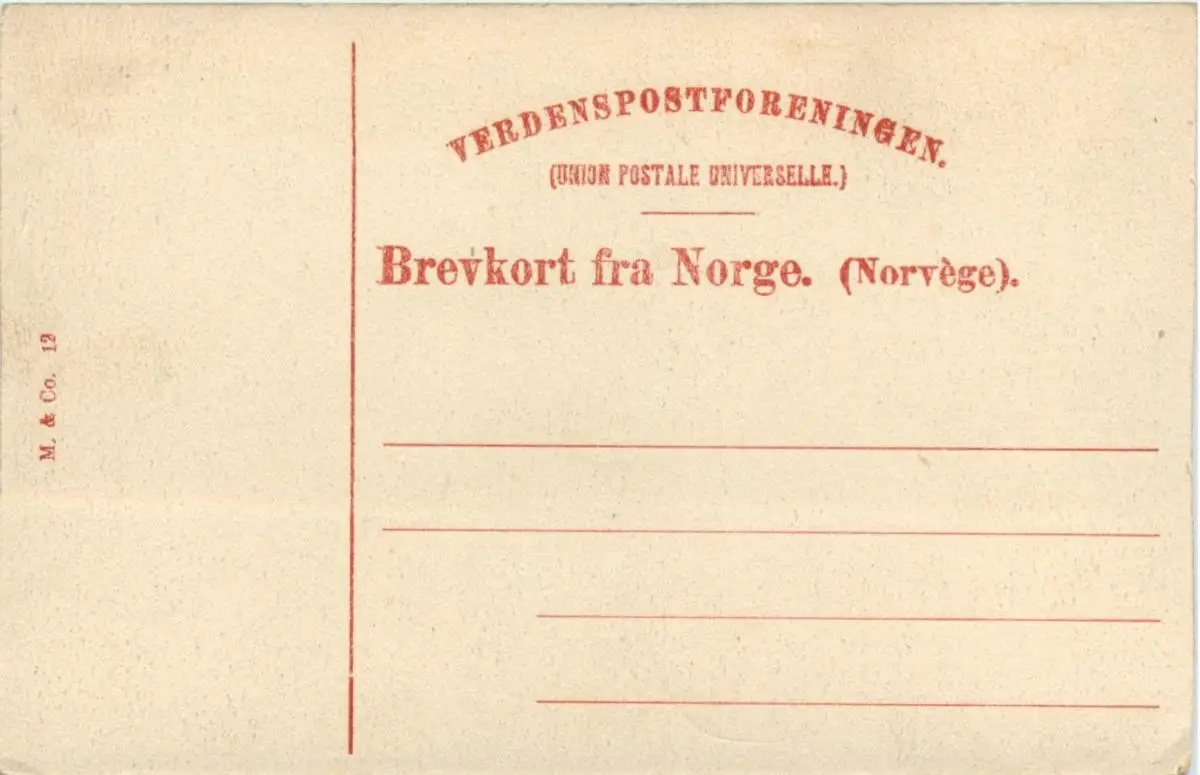 VERDENSPOSTFORENINGEN.
(UNION POSTALE UNIVERSELLE.)
Brevkort fra Norge. (Norvège).
M. & Co. 12